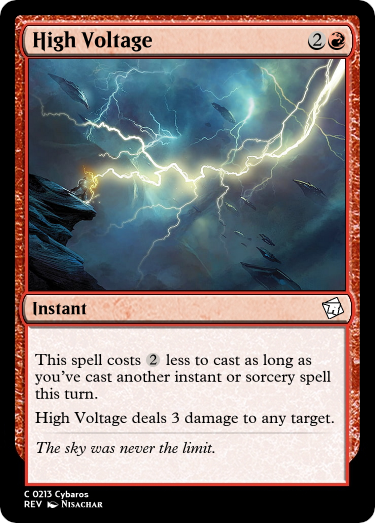 High Voltage 2
Instant
This spell costs 2 less to cast as long as
you've cast another instant or sorcery spell
this turn.
High Voltage deals 3 damage to any target.
The sky was never the limit.
C 0213 Cybaros
REV Nisachar